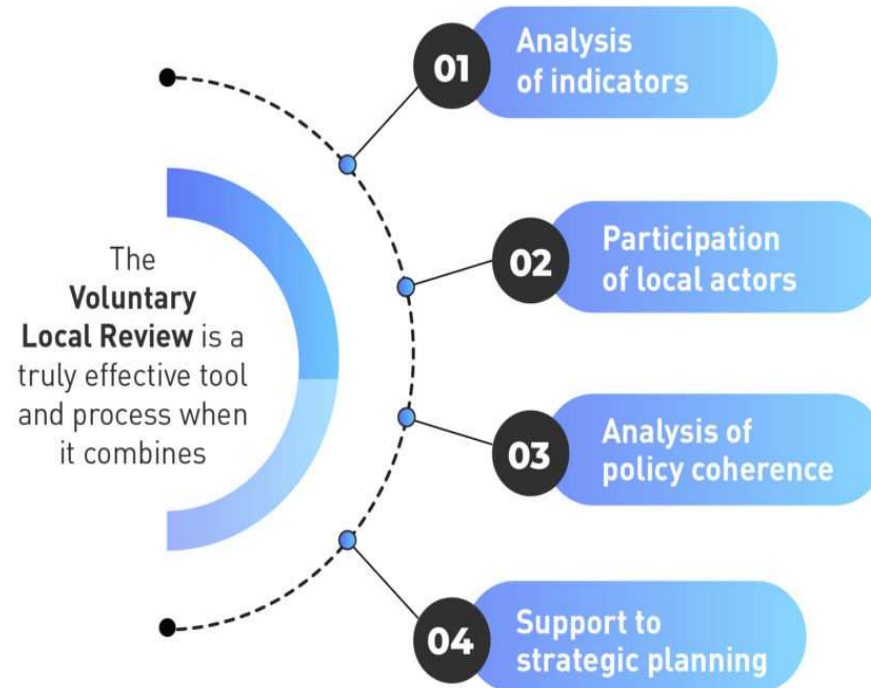 The
Voluntary
Local Review is a
truly effective tool
and process when
it combines
01
Analysis
of indicators
02
Participation
of local actors
03
Analysis of
policy coherence
04
Support to
strategic planning